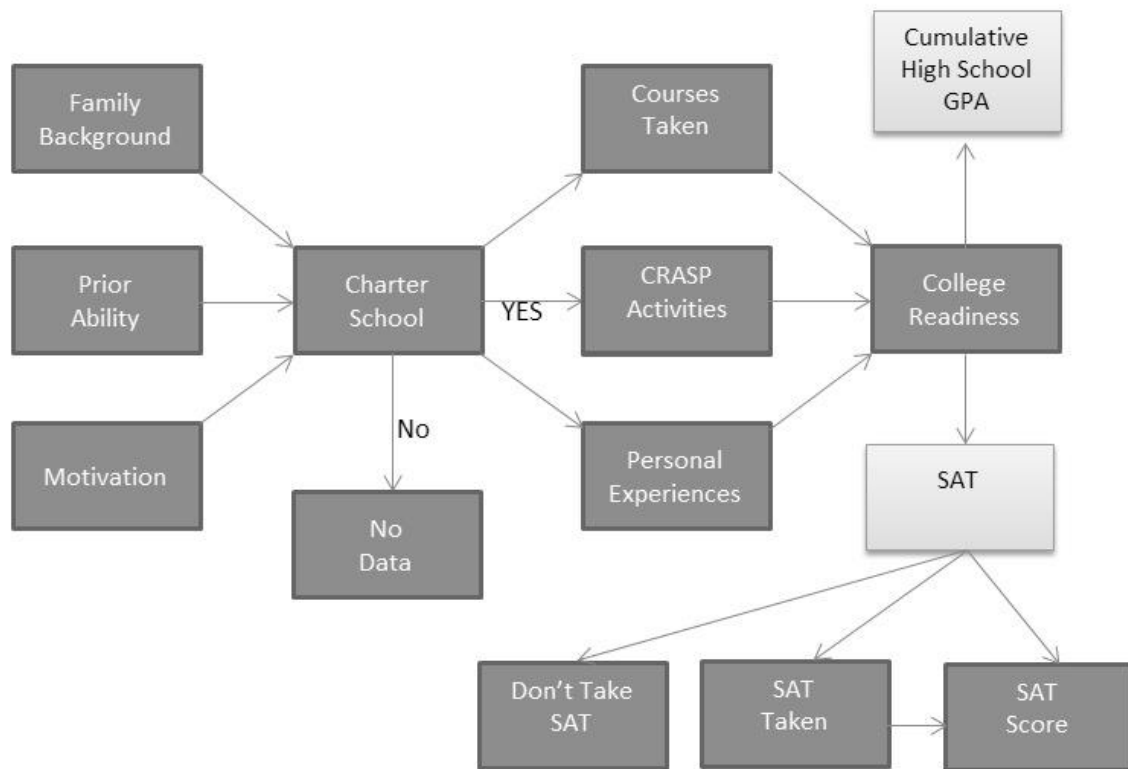 Cumulative
High School
GPA
Family
Background
Courses
Taken
Prior
Ability
Charter
School
YES
CRASP
Activities
College
Readiness
No
Motivation
Personal
Experiences
SAT
No
Data
Don't Take
SAT
SAT
Taken
SAT
Score